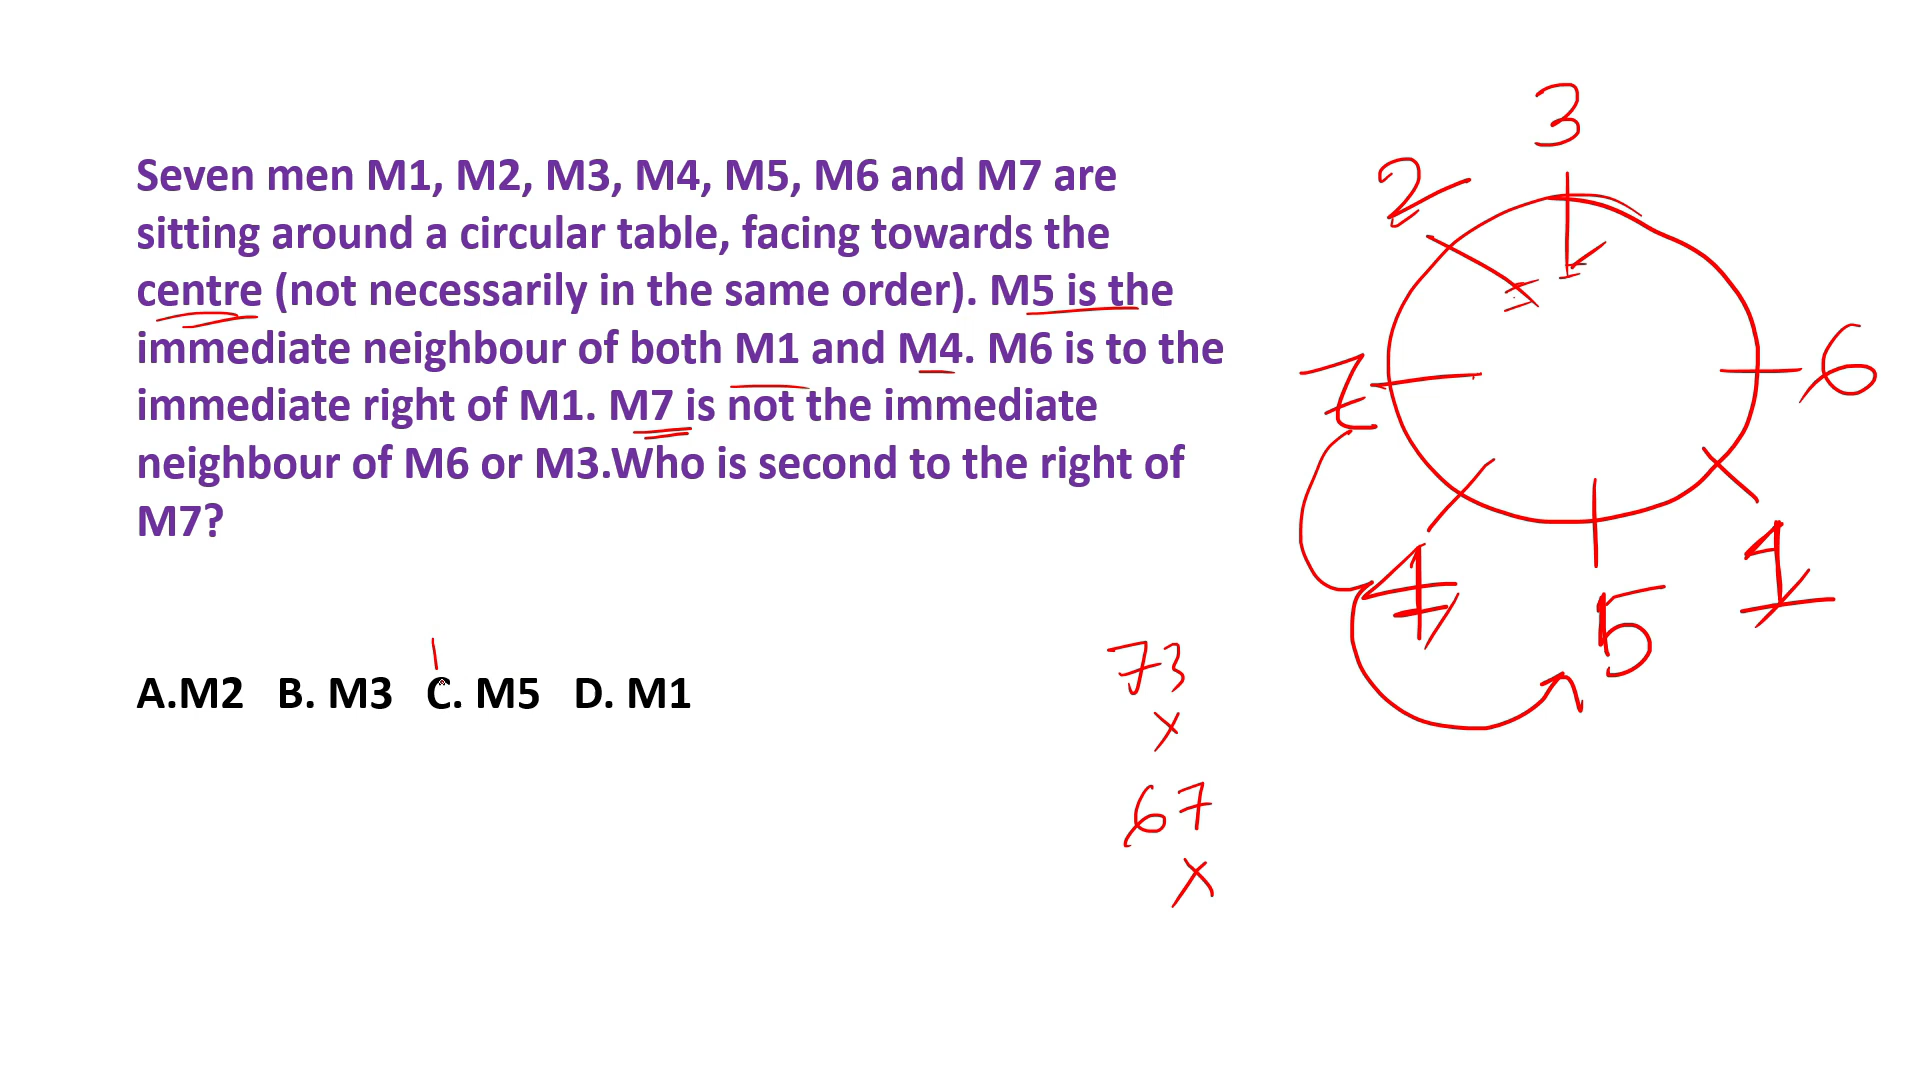 Seven men M1, M2, M3, M4, M5, M6 and M7 are
sitting around a circular table, facing towards the
centre (not necessarily in the same order). M5 is the
immediate neighbour of both M1 and M4. M6 is to the
immediate right of M1. M7 is not the immediate
neighbour of M6 or M3.Who is second to the right of
M7?
A.M2 B. M3 C. M5 D. M1
3
2
6
7
4
1
5
73
x
67
x